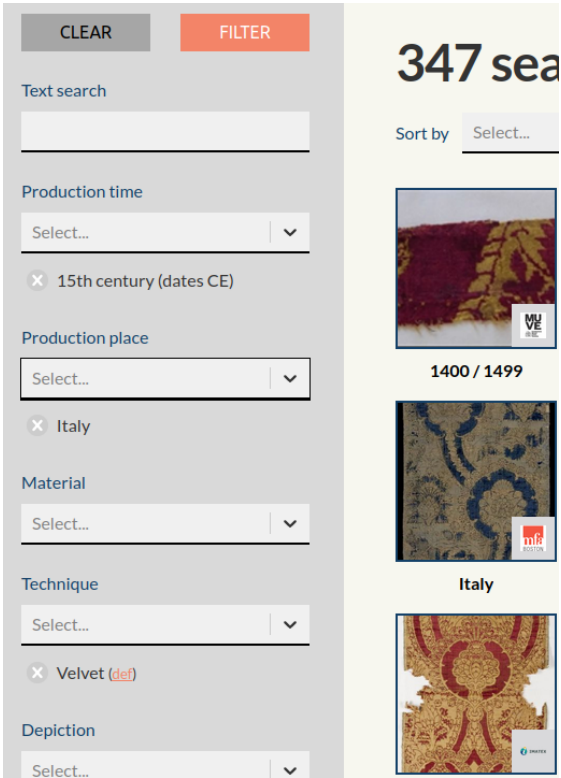 CLEAR
FILTER
Text search
Production time
Select...
15th century (dates CE)
Production place
Select...
Italy
Material
Select...
Technique
Select...
Velvet (def)
Depiction
Select...
347 sea
Sort by
Select...
MU
VE
1400 / 1499
mfa
BOSTON
Italy